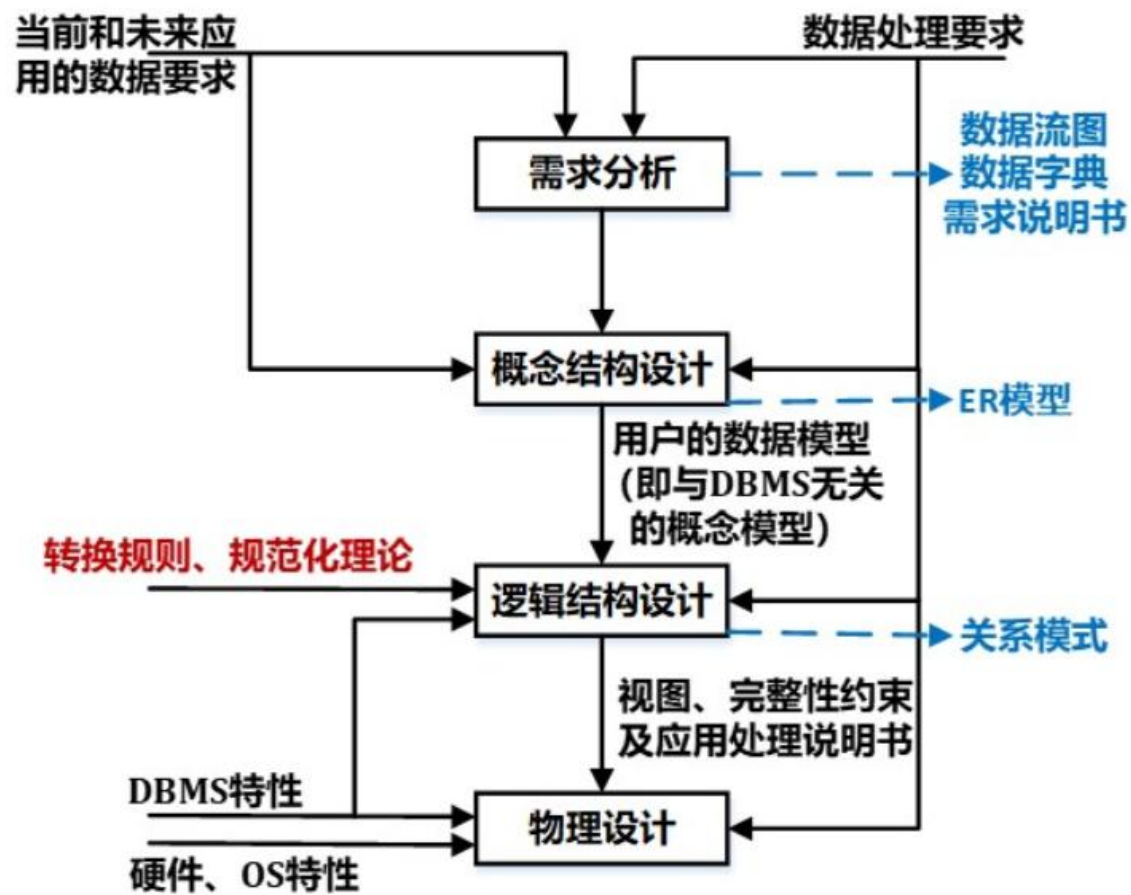 当前和未来应
用的数据要求
数据处理要求
需求分析
数据流图
数据字典
需求说明书
概念结构设计
ER模型
用户的数据模型
（即与DBMS无关
的概念模型）
转换规则、规范化理论
逻辑结构设计
关系模式
视图、完整性约束
及应用处理说明书
DBMS特性
物理设计
硬件、OS特性